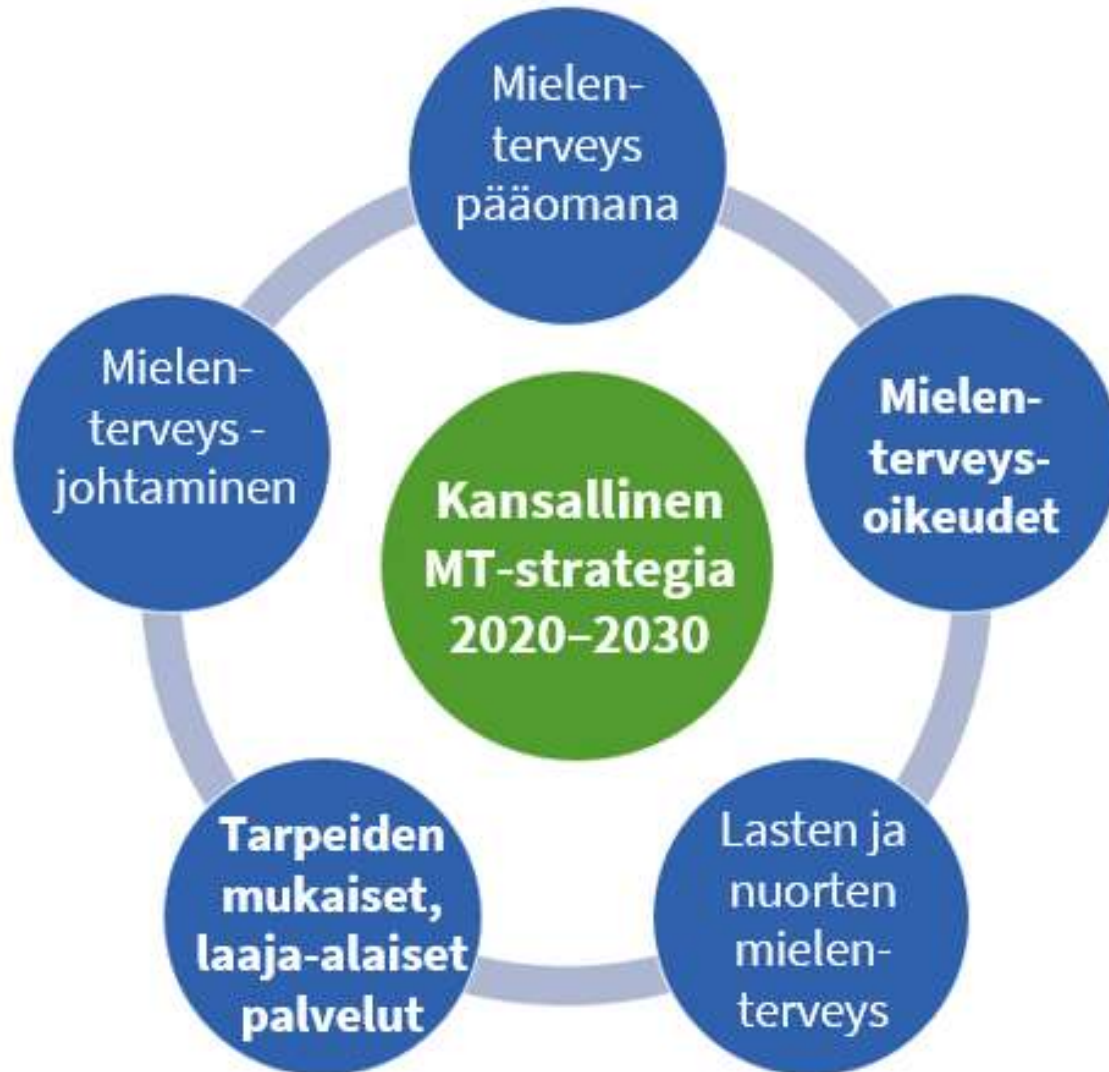 Mielen-
terveys
pääomana
Mielen-
terveys-
oikeudet
Lasten ja
nuorten
mielen-
terveys
Tarpeiden
mukaiset,
laaja-alaiset
palvelut
Mielen-
terveys -
johtaminen
Kansallinen
MT-strategia
2020–2030